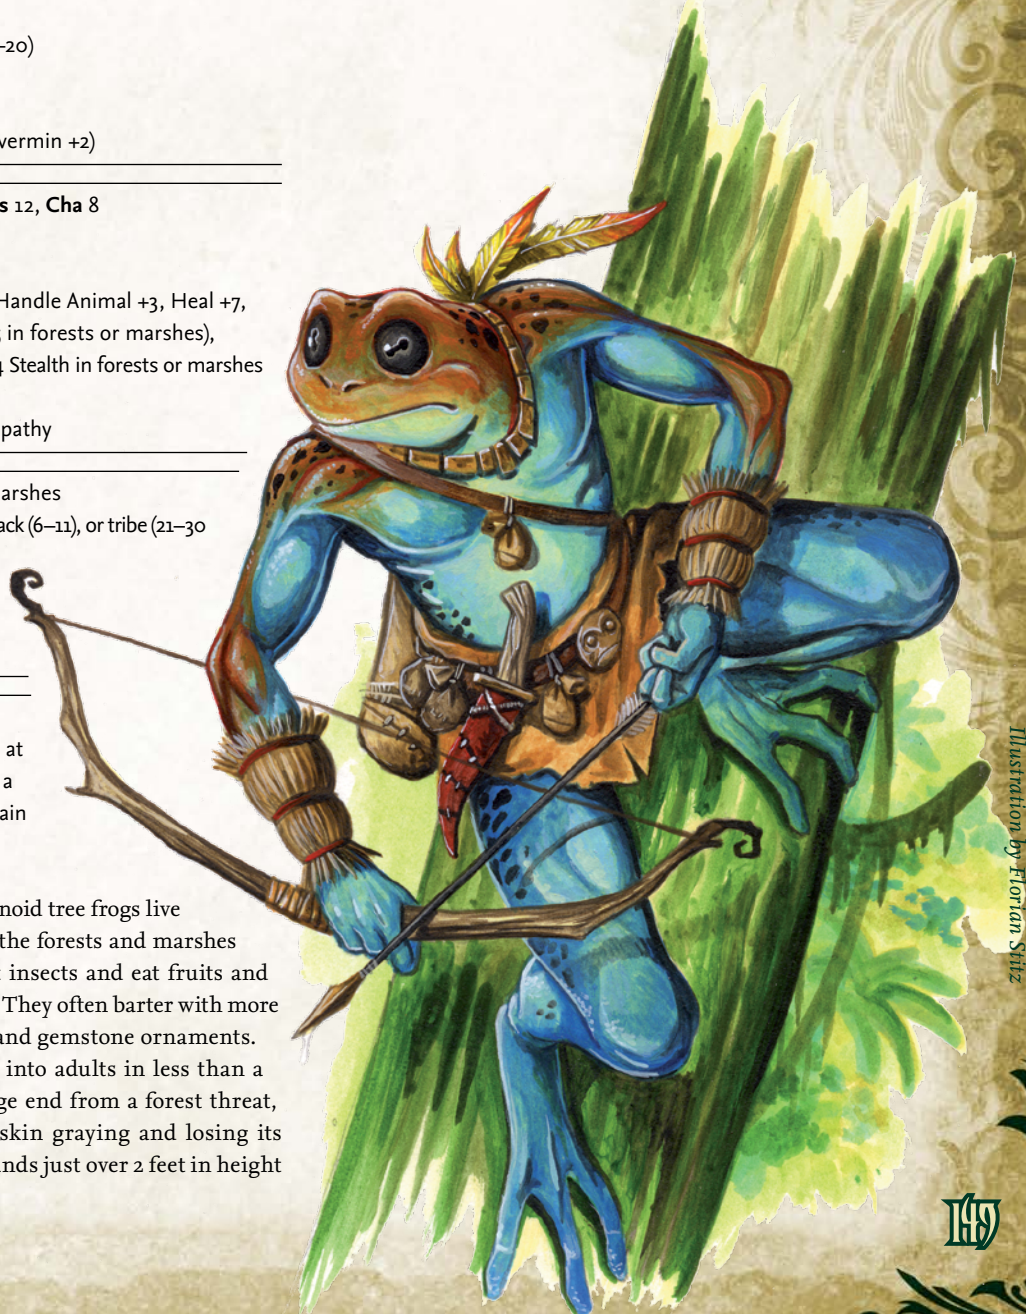 –20)
vermin +2)
s 12, Cha 8
Handle Animal +3, Heal +7,
in forests or marshes),
4 Stealth in forests or marshes
pathy
arshes
ack (6–11), or tribe (21–30
at
a
ain
noid tree frogs live
the forests and marshes
insects and eat fruits and
They often barter with more
and gemstone ornaments.
into adults in less than a
ge end from a forest threat,
skin graying and losing its
nds just over 2 feet in height
Illustration by Florian Stitz